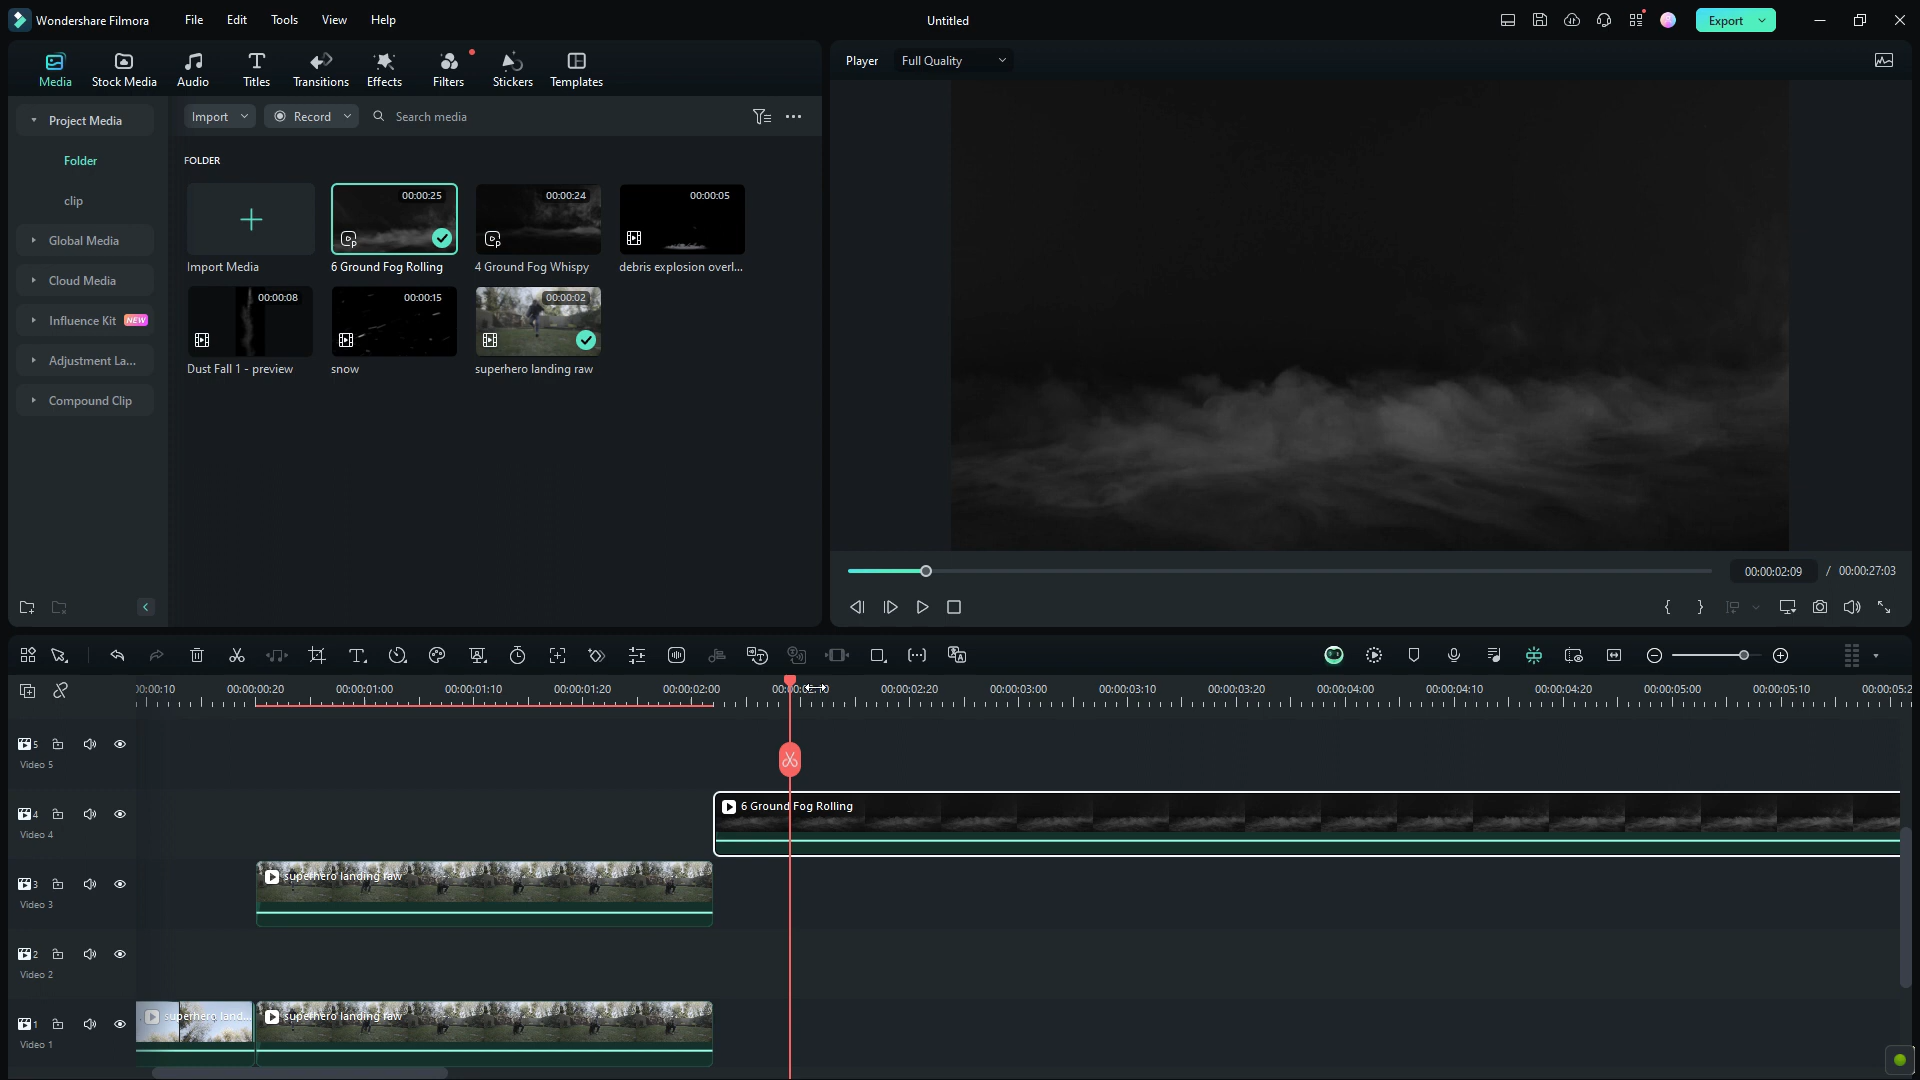 Wondershare Filmora File Edit Tools View Help Untitled Export
Media Stock Media Audio Titles Transitions Effects Filters Stickers Templates
Player Full Quality
Project Media
Folder
clip
Global Media
Cloud Media
Influence Kit NEW
Adjustment La...
Compound Clip
Import Record Search media
FOLDER
00:00:25 00:00:24 00:00:05
Import Media 6 Ground Fog Rolling 4 Ground Fog Whispy debris explosion overl...
00:00:08 00:00:15 00:00:02
Dust Fall 1 - preview snow superhero landing raw
00:00:02:09 / 00:00:27:03
00:00:00:20 00:00:01:00 00:00:01:10 00:00:01:20 00:00:02:00 00:00:02:20 00:00:03:00 00:00:03:10 00:00:03:20 00:00:04:00 00:00:04:10 00:00:04:20 00:00:05:00 00:00:05:10
5
Video 5
4
Video 4
6 Ground Fog Rolling
3
Video 3
superhero landing raw
2
Video 2
1
Video 1
superhero land...
superhero landing raw